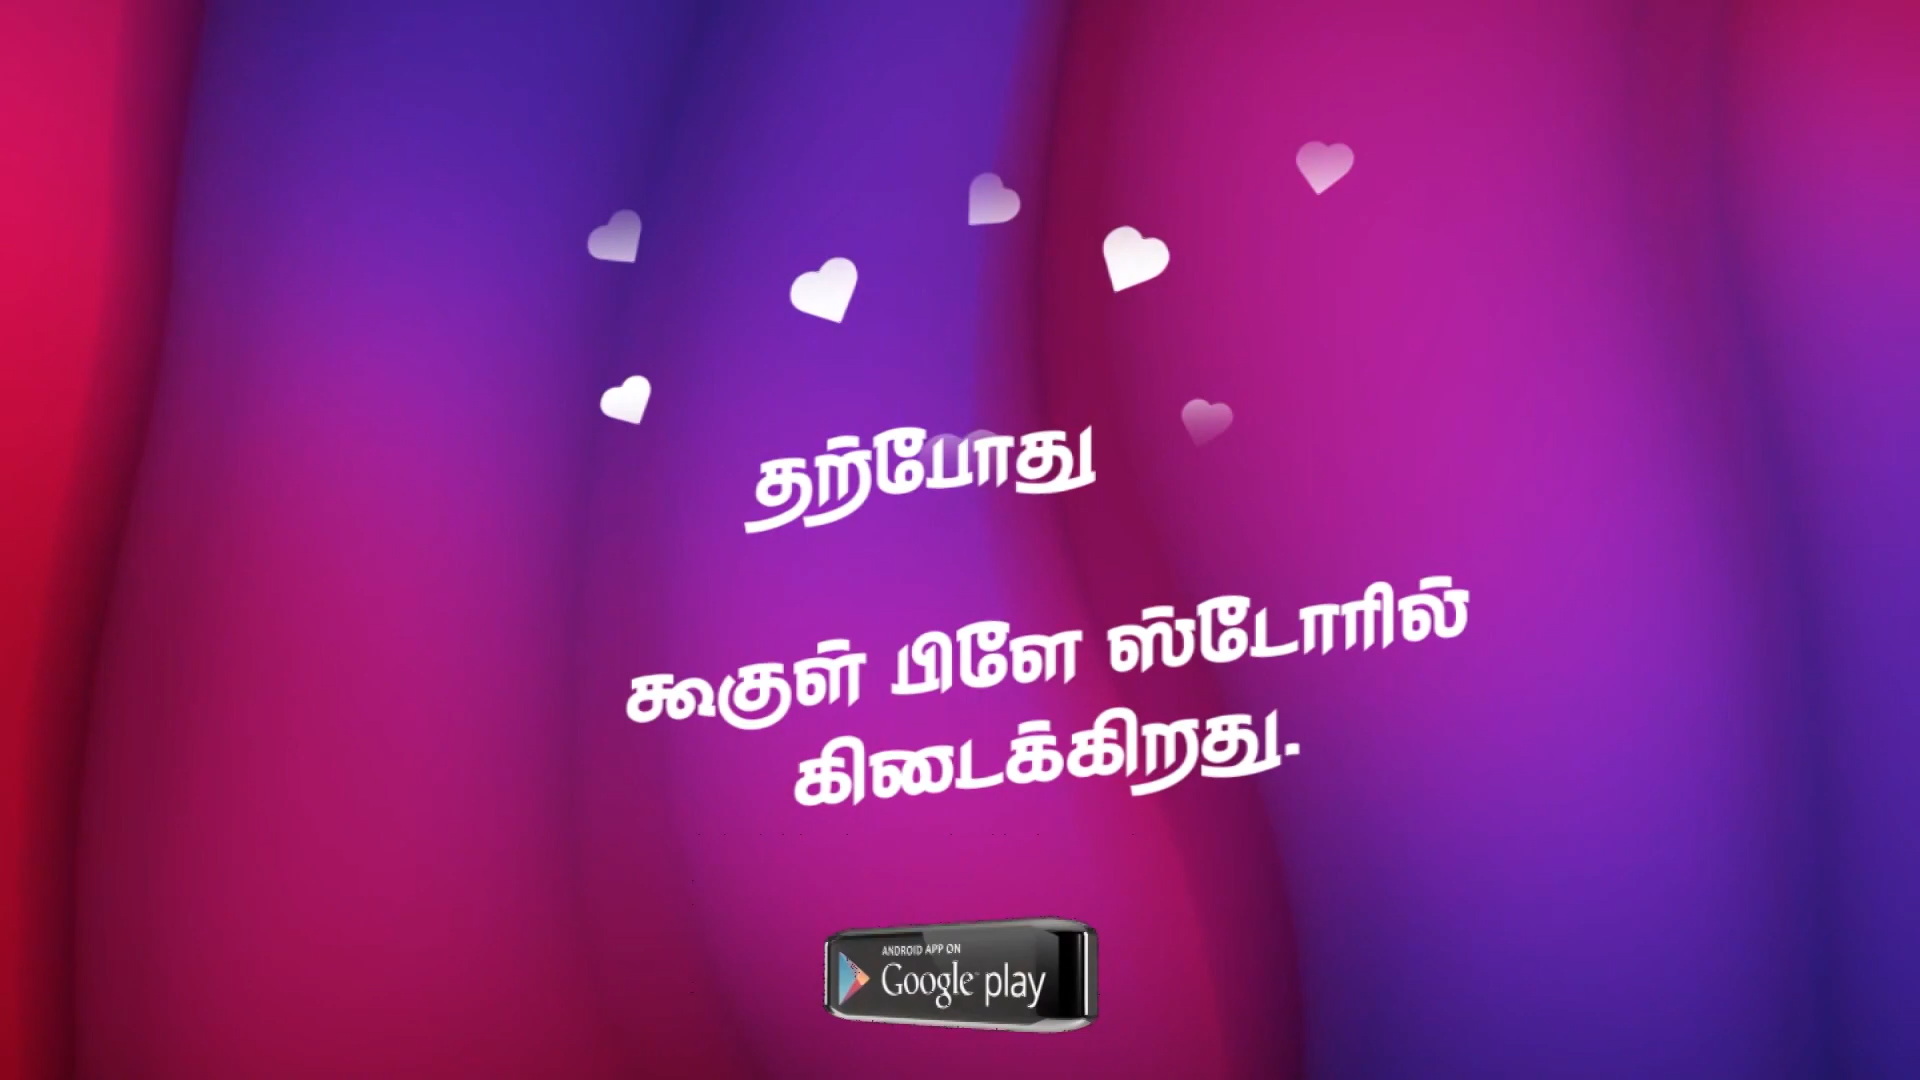 தற்போது
கூகுள் பிளே ஸ்டோரில்
கிடைக்கிறது.
ANDROID APP ON
Google play